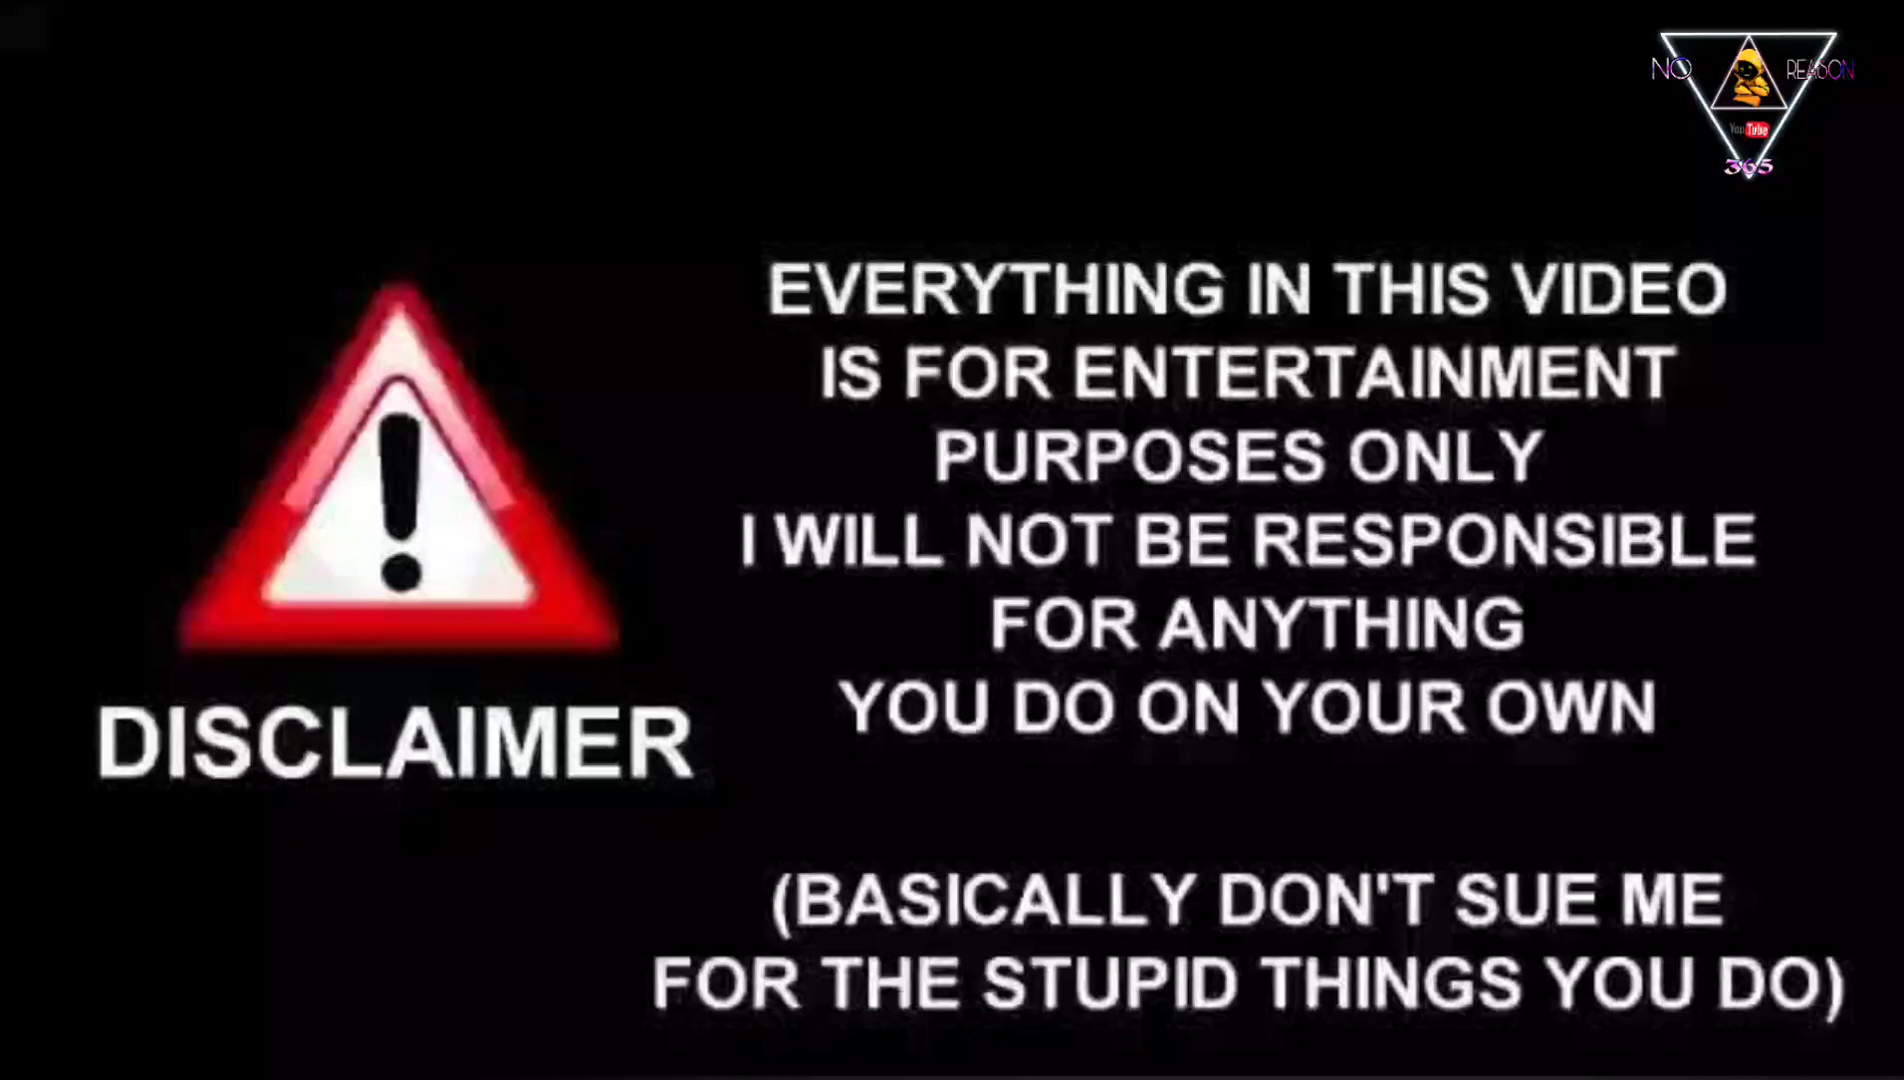 NO REASON
YouTube
365
EVERYTHING IN THIS VIDEO
IS FOR ENTERTAINMENT
PURPOSES ONLY
I WILL NOT BE RESPONSIBLE
FOR ANYTHING
YOU DO ON YOUR OWN
DISCLAIMER
(BASICALLY DON'T SUE ME
FOR THE STUPID THINGS YOU DO)